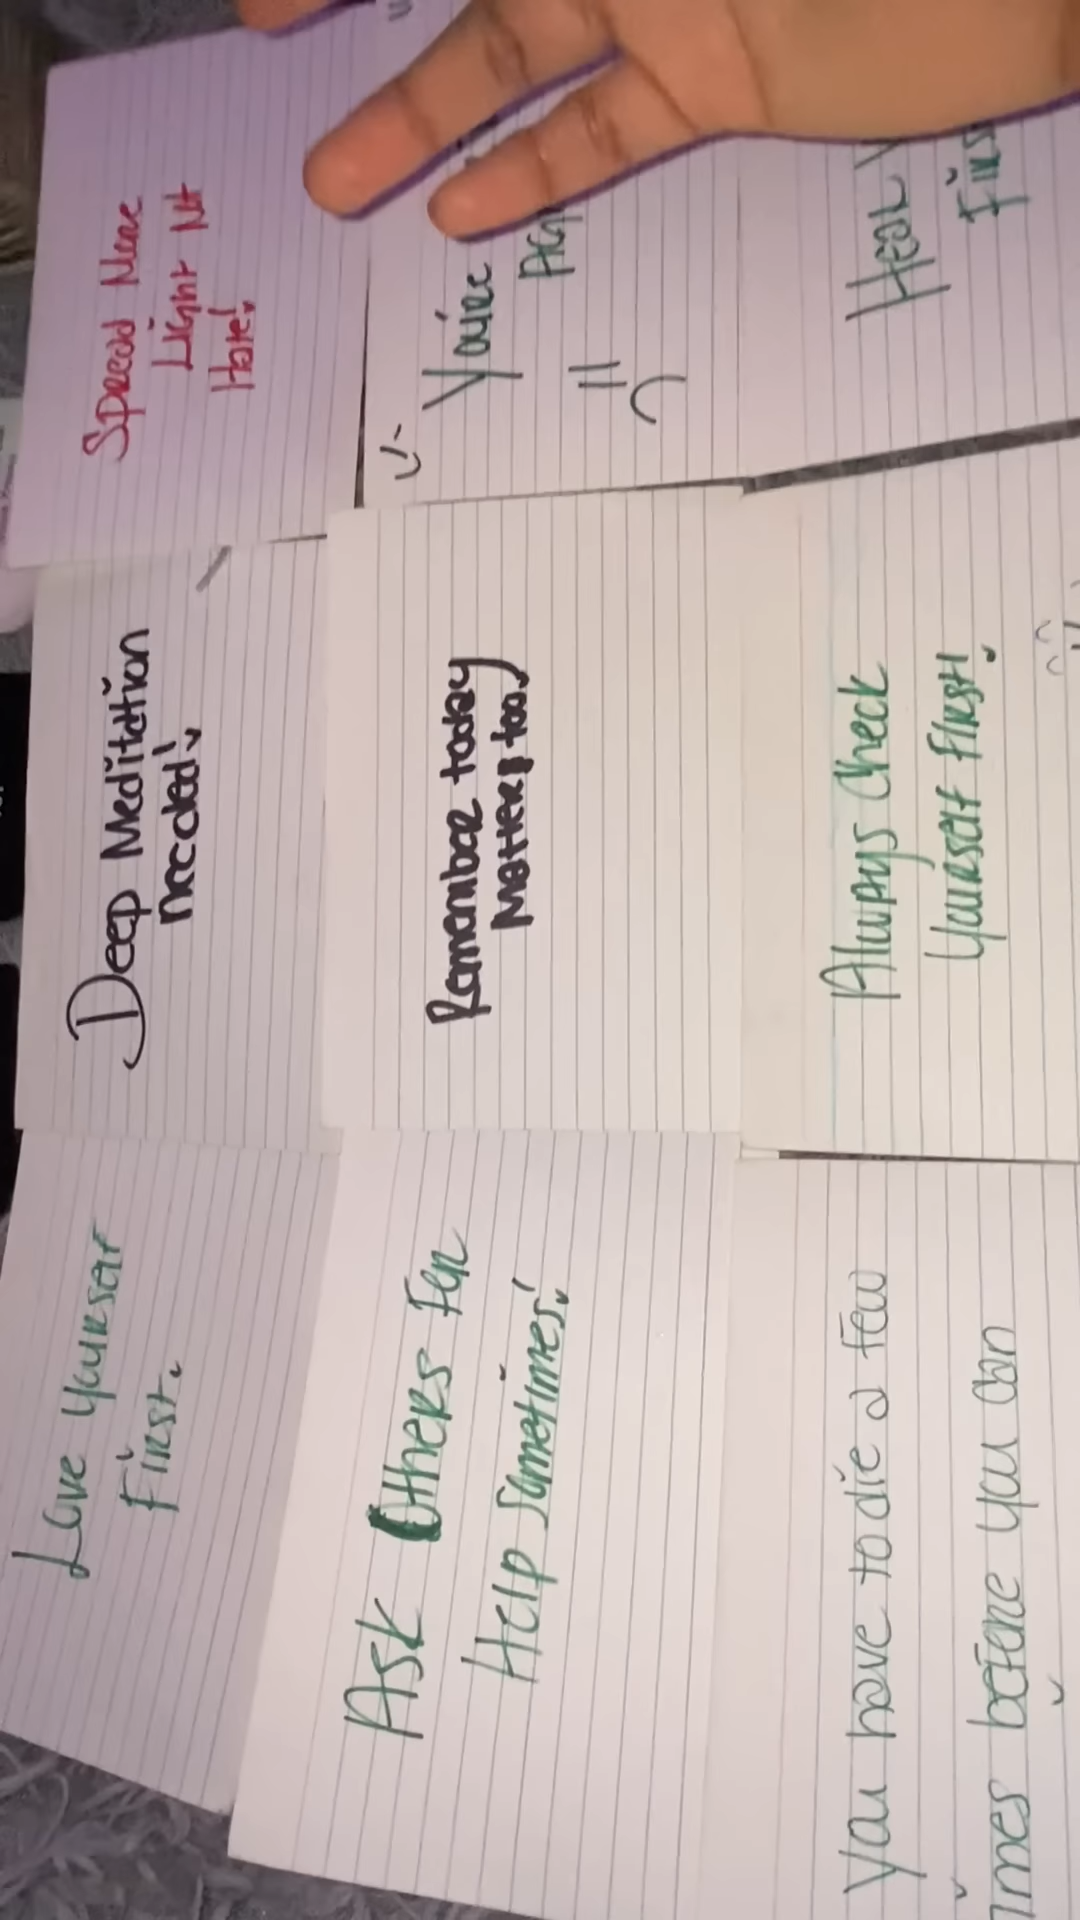 Love Yourself
First.
Deep Meditation
needed!
Spread More
Light Not
Hate!
Ask Others For
Help Sometimes!
Remember today
Matters too.
You're
You have to die a few
times before you can
Always Check
Yourself first!
Heal